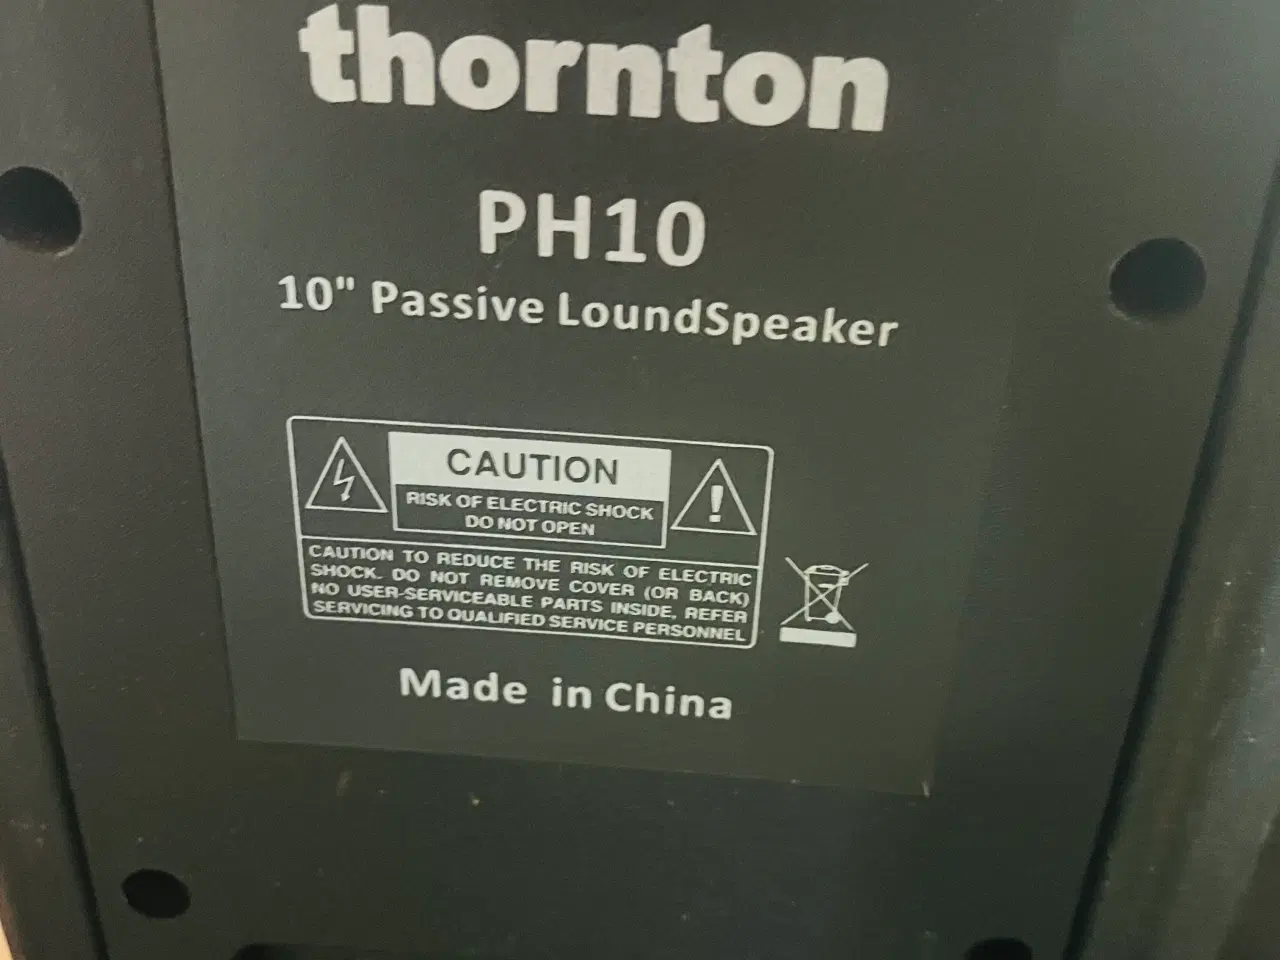 thornton
PH10
10" Passive LoundSpeaker
CAUTION
RISK OF ELECTRIC SHOCK
DO NOT OPEN
!
CAUTION TO REDUCE THE RISK OF ELECTRIC
SHOCK. DO NOT REMOVE COVER (OR BACK)
NO USER-SERVICEABLE PARTS INSIDE, REFER
SERVICING TO QUALIFIED SERVICE PERSONNEL
Made in China